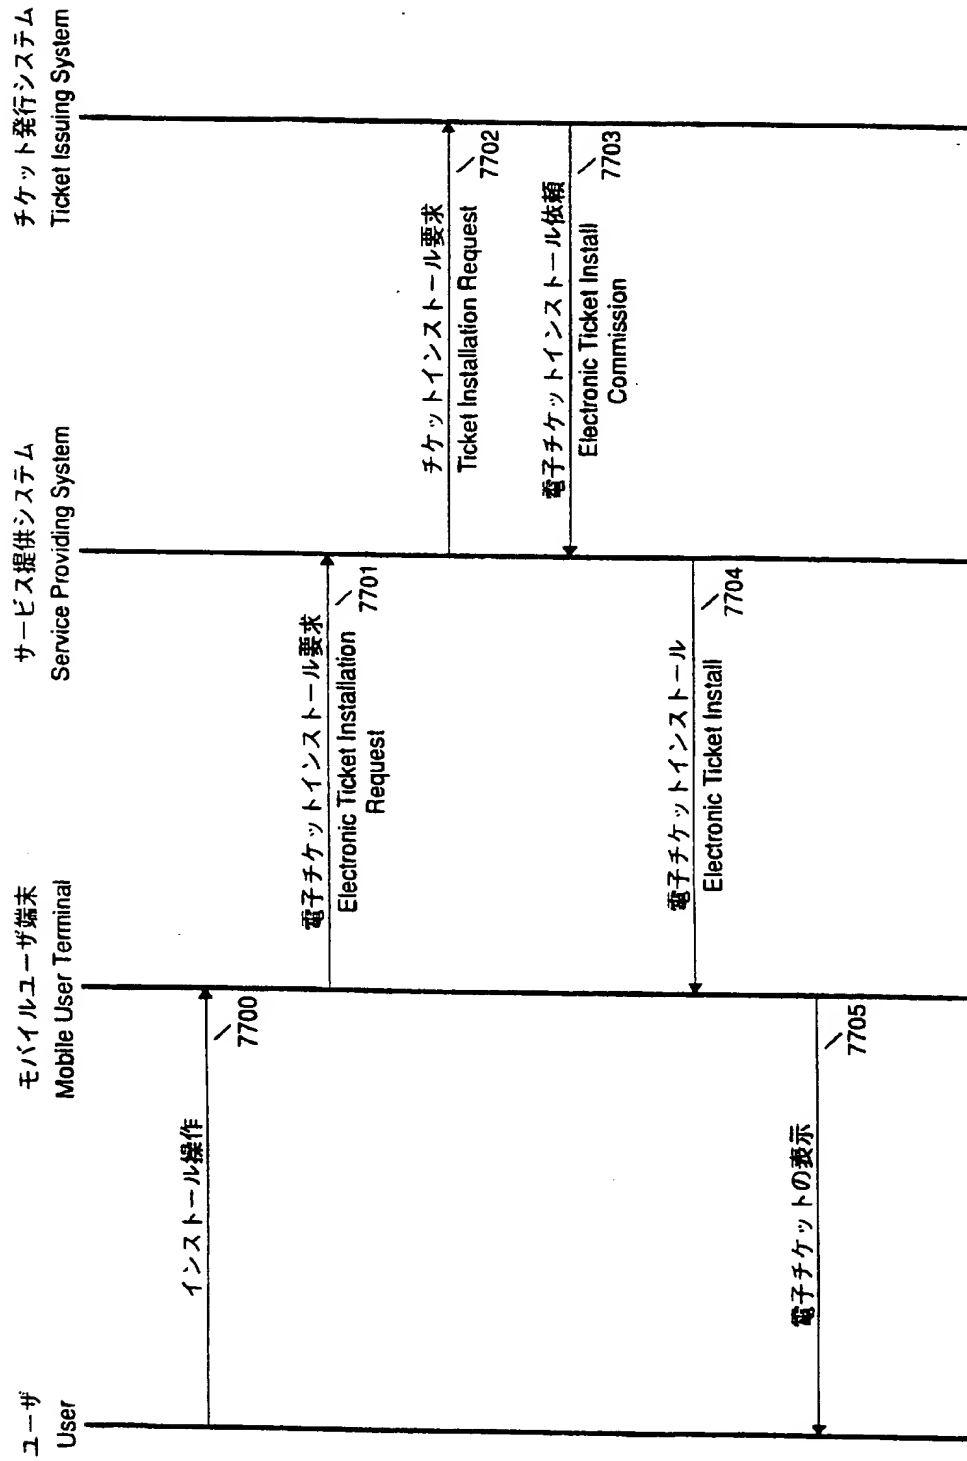 ユーザ
User
モバイルユーザ端末
Mobile User Terminal
サービス提供システム
Service Providing System
チケット発行システム
Ticket Issuing System
インストール操作
7700
電子チケットインストール要求
7701
Electronic Ticket Installation
Request
チケットインストール要求
7702
Ticket Installation Request
電子チケットインストール依頼
7703
Electronic Ticket Install
Commission
電子チケットインストール
7704
Electronic Ticket Install
電子チケットの表示
7705